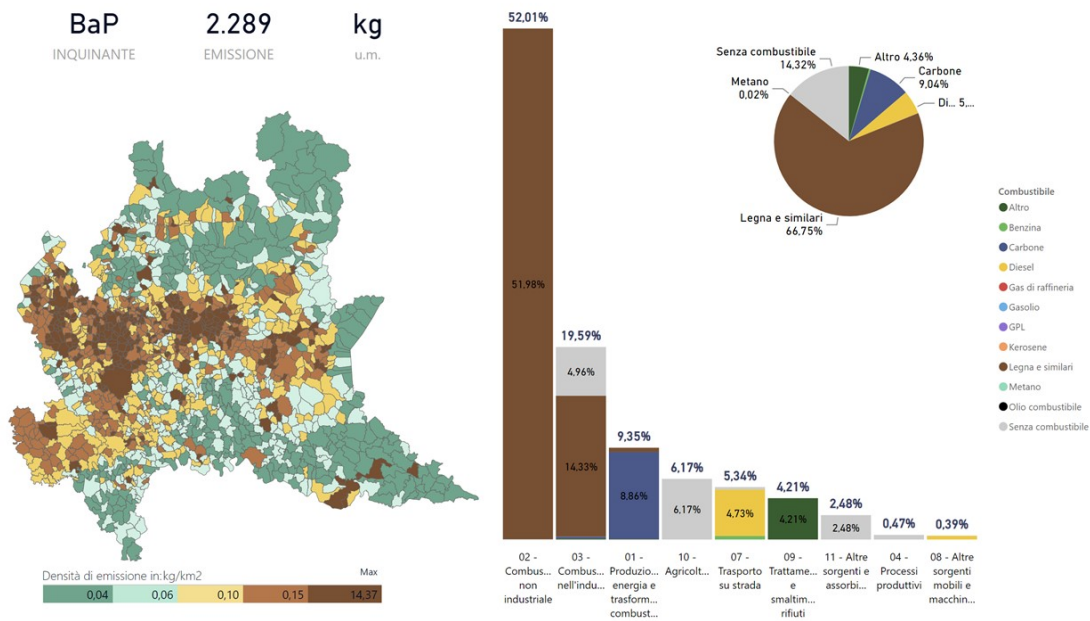 BaP
2.289
kg
INQUINANTE
EMISSIONE
u.m.
Densità di emissione in:kg/km2
Max
0,04
0,06
0,10
0,15
14,37
52,01%
51,98%
19,59%
4,96%
14,33%
9,35%
8,86%
6,17%
6,17%
5,34%
4,73%
4,21%
4,21%
2,48%
2,48%
0,47%
0,39%
02 -
Combus...
non
industriale
03 -
Combus...
nell'indu...
01 -
Produzio...
energia e
trasform...
combust...
10 -
Agricolt...
07 -
Trasporto
su strada
09 -
Trattame...
e
smaltim...
rifiuti
11 - Altre
sorgenti e
assorbi...
04 -
Processi
produttivi
08 - Altre
sorgenti
mobili e
macchin...
Senza combustibile
14,32%
Altro 4,36%
Carbone
9,04%
Metano
0,02%
Di... 5,...
Legna e similari
66,75%
Combustibile
Altro
Benzina
Carbone
Diesel
Gas di raffineria
Gasolio
GPL
Kerosene
Legna e similari
Metano
Olio combustibile
Senza combustibile